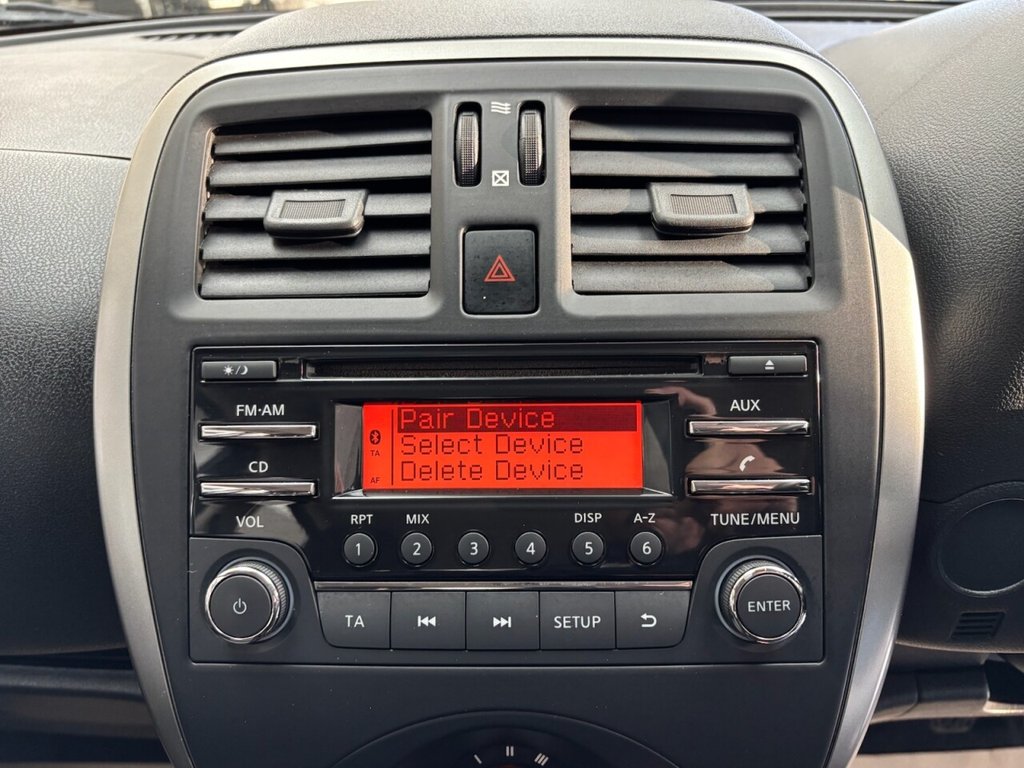 FM·AM
CD
VOL
TA
AF
Pair Device
Select Device
Delete Device
AUX
TUNE/MENU
RPT
MIX
DISP
A-Z
1
2
3
4
5
6
TA
SETUP
ENTER